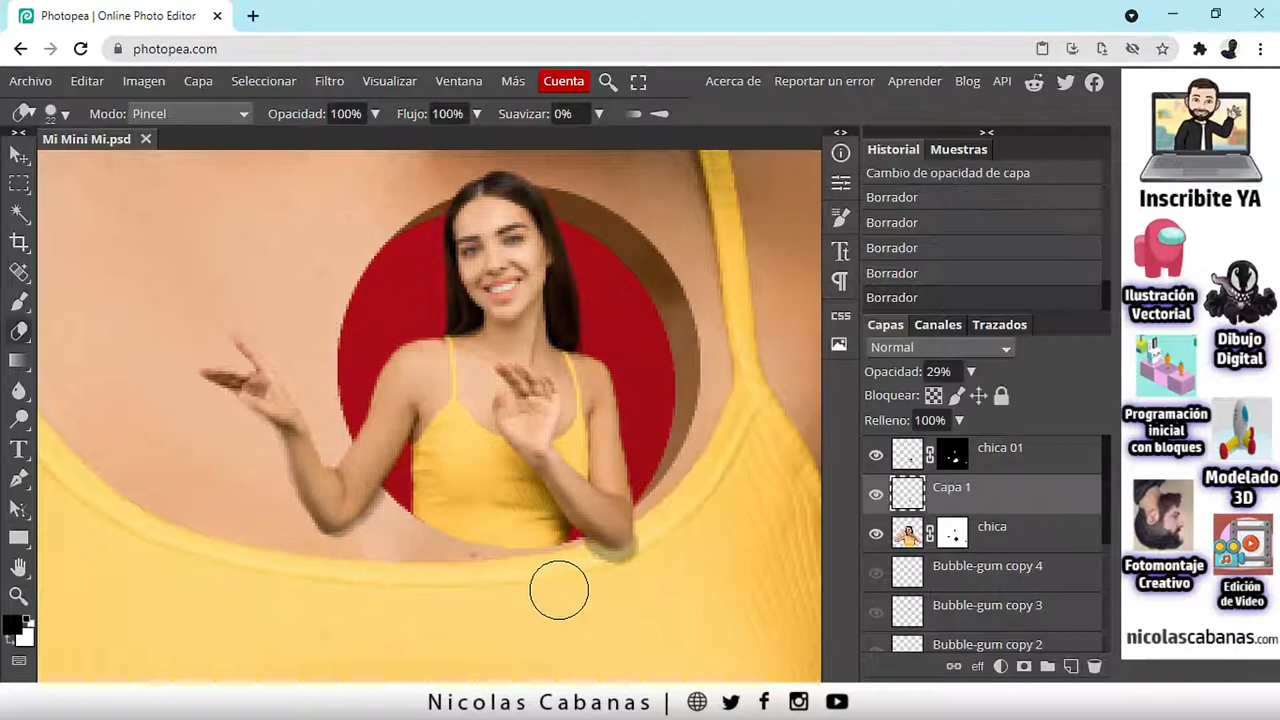 Photopea | Online Photo Editor
photopea.com
Archivo Editar Imagen Capa Seleccionar Filtro Visualizar Ventana Más Cuenta Acerca de Reportar un error Aprender Blog API
22 Modo: Pincel Opacidad: 100% Flujo: 100% Suavizar: 0%
Mi Mini Mi.psd
Historial Muestras
Cambio de opacidad de capa
Borrador
Borrador
Borrador
Borrador
Borrador
CSS
Capas Canales Trazados
Normal
Opacidad: 29%
Bloquear:
Relleno: 100%
chica 01
Capa 1
chica
Bubble-gum copy 4
Bubble-gum copy 3
Bubble-gum copy 2
eff
Inscribite YA
Ilustración
Vectorial
Dibujo
Digital
Programación
inicial
con bloques
Modelado
3D
Fotomontaje
Creativo
Edición
de Video
nicolascabanas.com
Nicolas Cabanas |